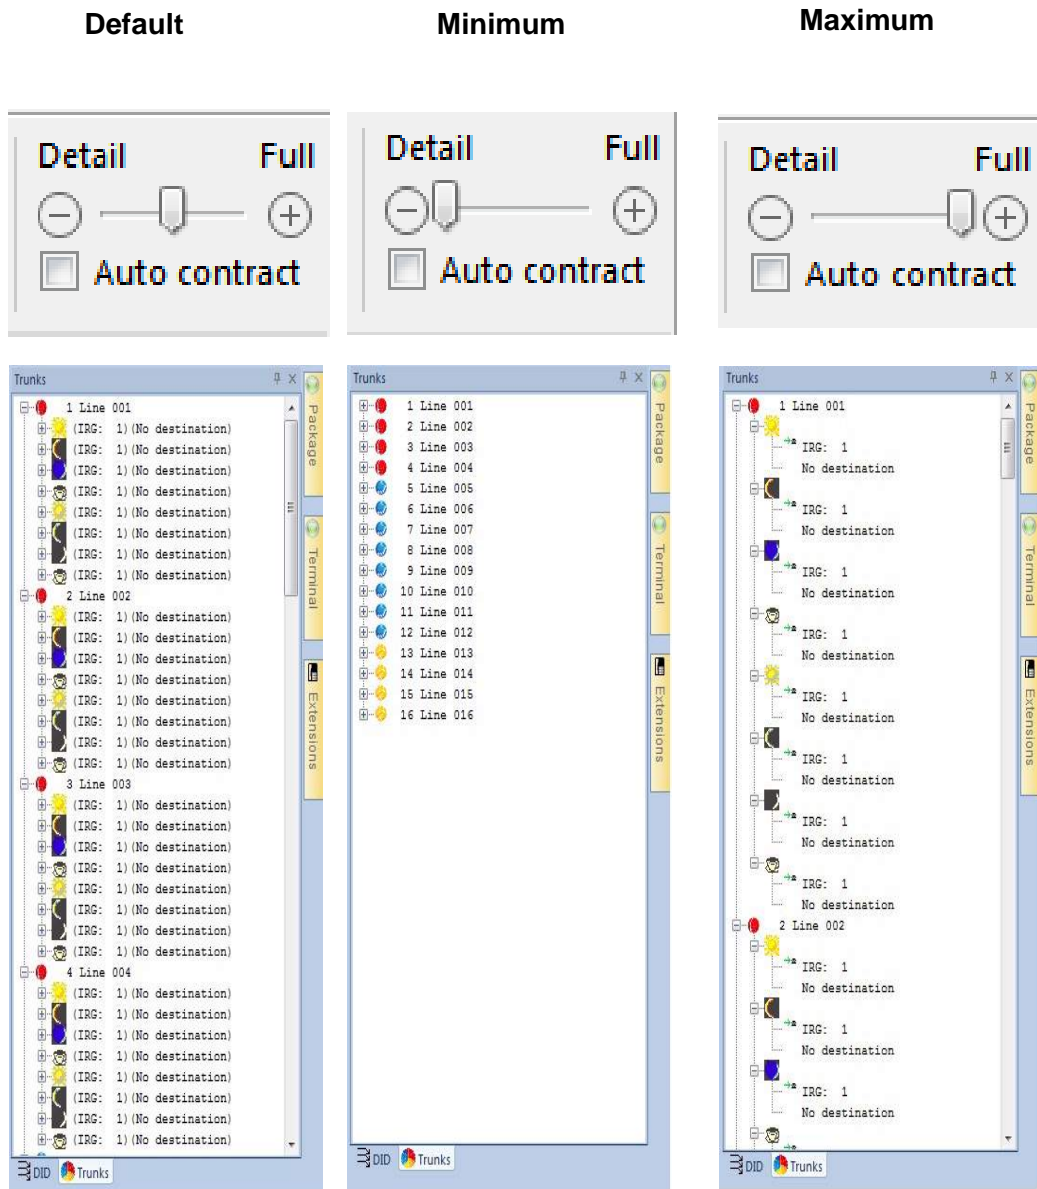 Default
Minimum
Maximum
Detail Full
Auto contract
Detail Full
Auto contract
Detail Full
Auto contract
Trunks
1 Line 001
(IRG: 1)(No destination)
(IRG: 1)(No destination)
(IRG: 1)(No destination)
(IRG: 1)(No destination)
(IRG: 1)(No destination)
(IRG: 1)(No destination)
(IRG: 1)(No destination)
(IRG: 1)(No destination)
2 Line 002
(IRG: 1)(No destination)
(IRG: 1)(No destination)
(IRG: 1)(No destination)
(IRG: 1)(No destination)
(IRG: 1)(No destination)
(IRG: 1)(No destination)
(IRG: 1)(No destination)
(IRG: 1)(No destination)
3 Line 003
(IRG: 1)(No destination)
(IRG: 1)(No destination)
(IRG: 1)(No destination)
(IRG: 1)(No destination)
(IRG: 1)(No destination)
(IRG: 1)(No destination)
(IRG: 1)(No destination)
(IRG: 1)(No destination)
4 Line 004
(IRG: 1)(No destination)
(IRG: 1)(No destination)
(IRG: 1)(No destination)
(IRG: 1)(No destination)
(IRG: 1)(No destination)
(IRG: 1)(No destination)
(IRG: 1)(No destination)
(IRG: 1)(No destination)
DID Trunks
Package
Terminal
Extensions
Trunks
1 Line 001
2 Line 002
3 Line 003
4 Line 004
5 Line 005
6 Line 006
7 Line 007
8 Line 008
9 Line 009
10 Line 010
11 Line 011
12 Line 012
13 Line 013
14 Line 014
15 Line 015
16 Line 016
DID Trunks
Package
Terminal
Extensions
Trunks
1 Line 001
IRG: 1
No destination
IRG: 1
No destination
IRG: 1
No destination
IRG: 1
No destination
IRG: 1
No destination
IRG: 1
No destination
IRG: 1
No destination
IRG: 1
No destination
2 Line 002
IRG: 1
No destination
IRG: 1
No destination
IRG: 1
No destination
DID Trunks
Package
Terminal
Extensions